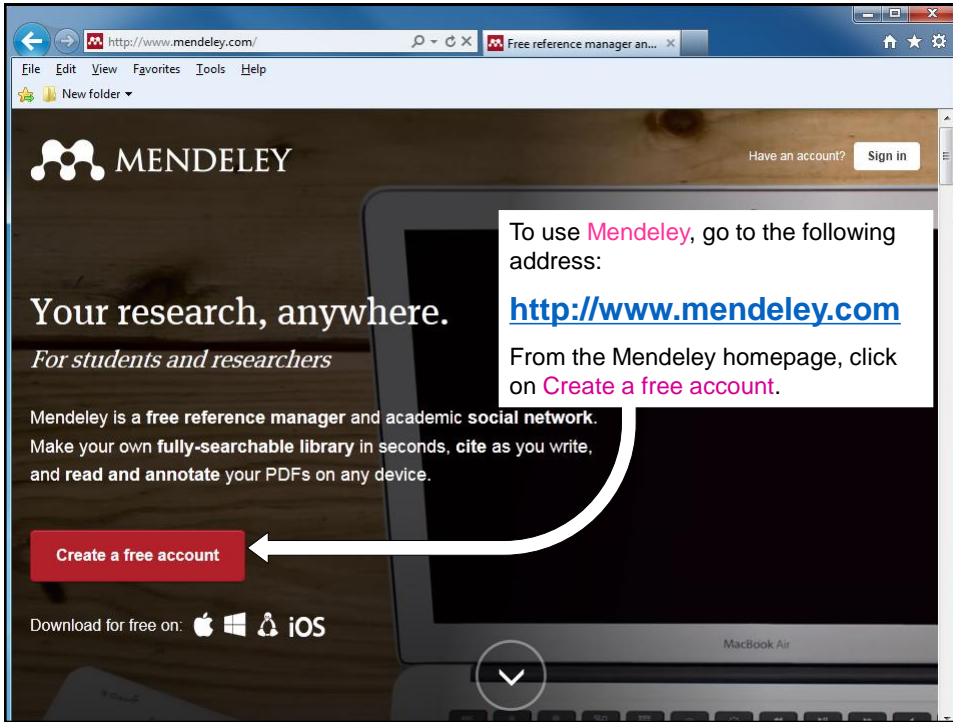 http://www.mendeley.com/
Free reference manager an...
File Edit View Favorites Tools Help
New folder
MENDELEY
Have an account? Sign in
To use Mendeley, go to the following
address:
http://www.mendeley.com
From the Mendeley homepage, click
on Create a free account.
Your research, anywhere.
For students and researchers
Mendeley is a free reference manager and academic social network.
Make your own fully-searchable library in seconds, cite as you write,
and read and annotate your PDFs on any device.
Create a free account
Download for free on: iOS
MacBook Air